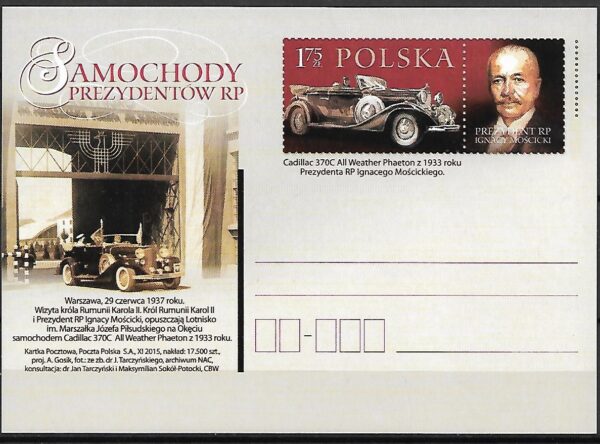 SAMOCHODY
PREZYDENTÓW RP
1,75 ZŁ POLSKA
PREZYDENT RP
IGNACY MOŚCICKI
Cadillac 370C All Weather Phaeton z 1933 roku
Prezydenta RP Ignacego Mościckiego.
Warszawa, 29 czerwca 1937 roku.
Wizyta króla Rumunii Karola II. Król Rumunii Karol II
i Prezydent RP Ignacy Mościcki, opuszczają Lotnisko
im. Marszałka Józefa Piłsudskiego na Okęciu
samochodem Cadillac 370C All Weather Phaeton z 1933 roku.
Kartka Pocztowa, Poczta Polska S.A., XI 2015, nakład: 17.500 szt.,
proj. A. Gosik, fot.: ze zb. dr J. Tarczyńskiego, archiwum NAC,
konsultacja: dr Jan Tarczyński i Maksymilian Sokół-Potocki, CBW